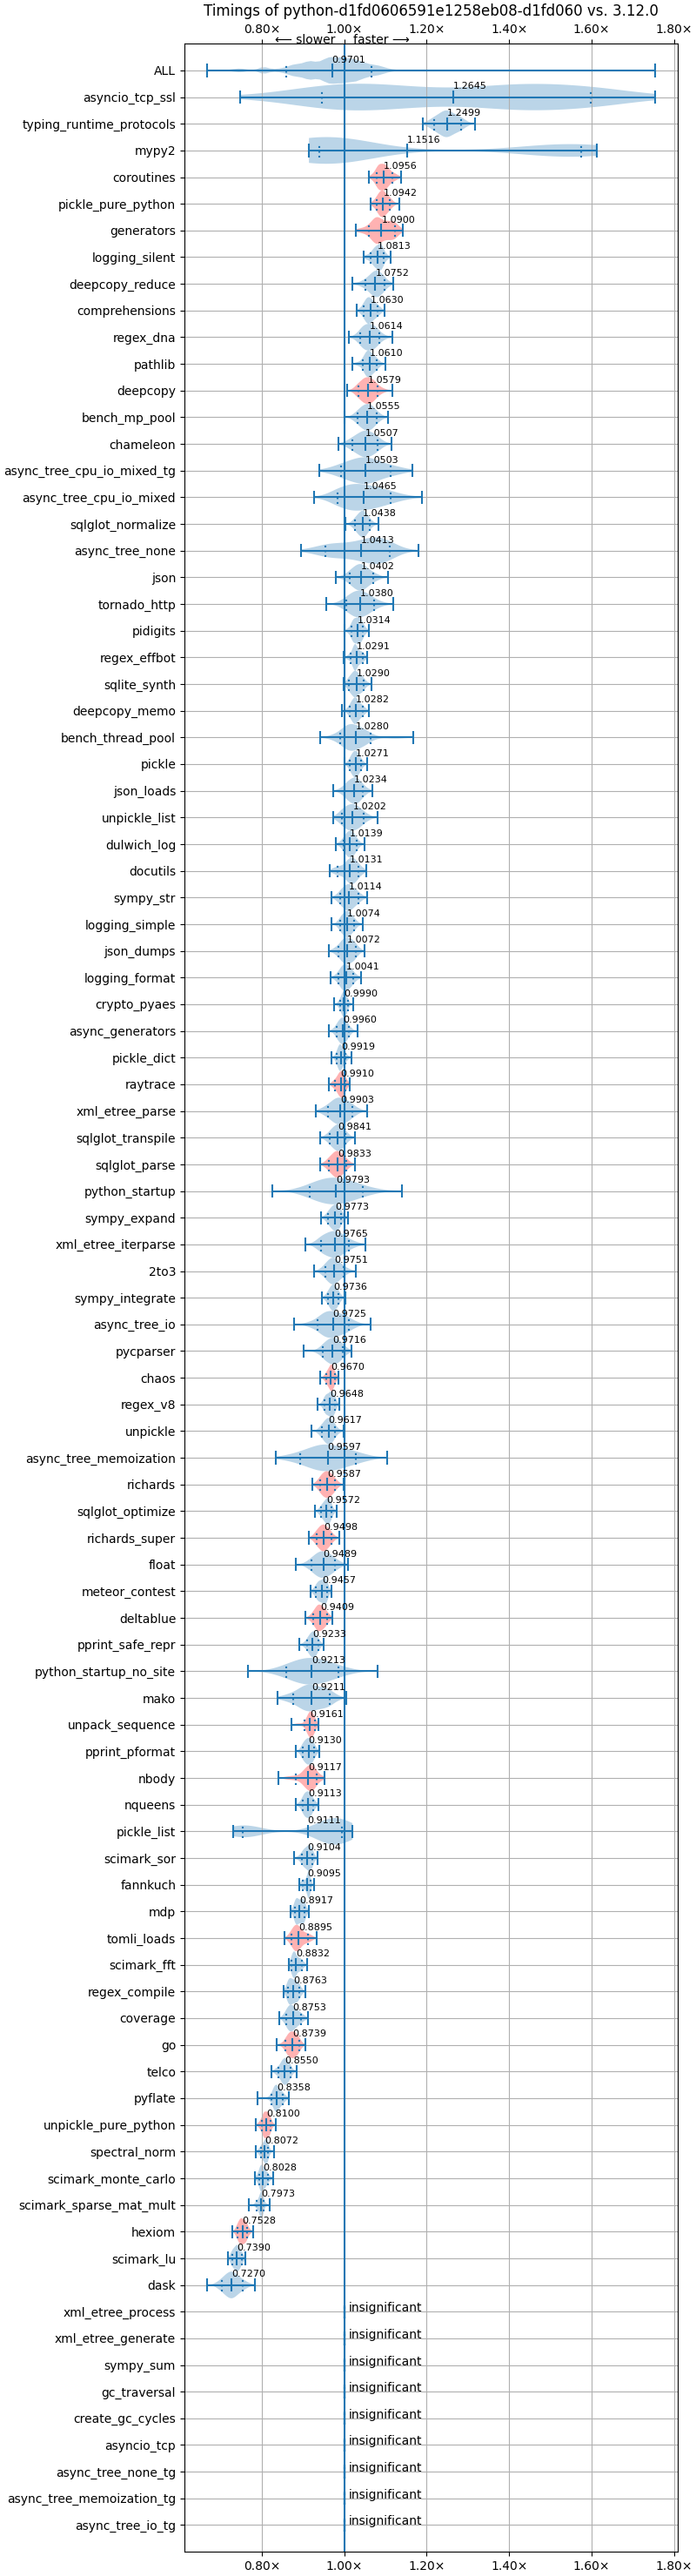 Timings of python-d1fd0606591e1258eb08-d1fd060 vs. 3.12.0
0.80× 1.00× 1.20× 1.40× 1.60× 1.80×
⟵ slower faster ⟶
ALL 0.9701
asyncio_tcp_ssl 1.2645
typing_runtime_protocols 1.2499
mypy2 1.1516
coroutines 1.0956
pickle_pure_python 1.0942
generators 1.0900
logging_silent 1.0813
deepcopy_reduce 1.0752
comprehensions 1.0630
regex_dna 1.0614
pathlib 1.0610
deepcopy 1.0579
bench_mp_pool 1.0555
chameleon 1.0507
async_tree_cpu_io_mixed_tg 1.0503
async_tree_cpu_io_mixed 1.0465
sqlglot_normalize 1.0438
async_tree_none 1.0413
json 1.0402
tornado_http 1.0380
pidigits 1.0314
regex_effbot 1.0291
sqlite_synth 1.0290
deepcopy_memo 1.0282
bench_thread_pool 1.0280
pickle 1.0271
json_loads 1.0234
unpickle_list 1.0202
dulwich_log 1.0139
docutils 1.0131
sympy_str 1.0114
logging_simple 1.0074
json_dumps 1.0072
logging_format 1.0041
crypto_pyaes 0.9990
async_generators 0.9960
pickle_dict 0.9919
raytrace 0.9910
xml_etree_parse 0.9903
sqlglot_transpile 0.9841
sqlglot_parse 0.9833
python_startup 0.9793
sympy_expand 0.9773
xml_etree_iterparse 0.9765
2to3 0.9751
sympy_integrate 0.9736
async_tree_io 0.9725
pycparser 0.9716
chaos 0.9670
regex_v8 0.9648
unpickle 0.9617
async_tree_memoization 0.9597
richards 0.9587
sqlglot_optimize 0.9572
richards_super 0.9498
float 0.9489
meteor_contest 0.9457
deltablue 0.9409
pprint_safe_repr 0.9233
python_startup_no_site 0.9213
mako 0.9211
unpack_sequence 0.9161
pprint_pformat 0.9130
nbody 0.9117
nqueens 0.9113
pickle_list 0.9111
scimark_sor 0.9104
fannkuch 0.9095
mdp 0.8917
tomli_loads 0.8895
scimark_fft 0.8832
regex_compile 0.8763
coverage 0.8753
go 0.8739
telco 0.8550
pyflate 0.8358
unpickle_pure_python 0.8100
spectral_norm 0.8072
scimark_monte_carlo 0.8028
scimark_sparse_mat_mult 0.7973
hexiom 0.7528
scimark_lu 0.7390
dask 0.7270
xml_etree_process insignificant
xml_etree_generate insignificant
sympy_sum insignificant
gc_traversal insignificant
create_gc_cycles insignificant
asyncio_tcp insignificant
async_tree_none_tg insignificant
async_tree_memoization_tg insignificant
async_tree_io_tg insignificant
0.80× 1.00× 1.20× 1.40× 1.60× 1.80×